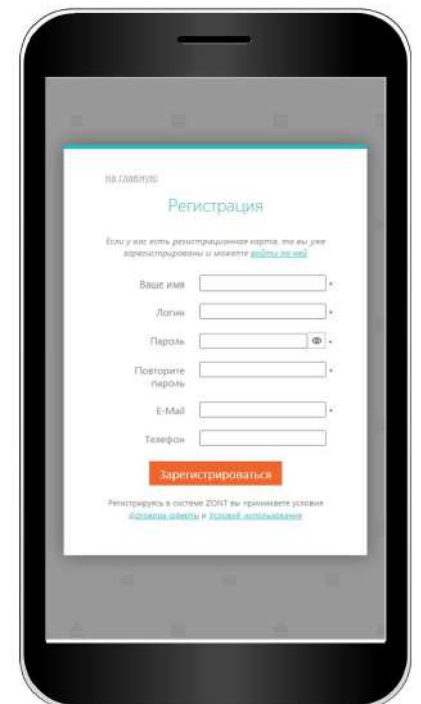 на главную
Регистрация
Если у вас есть регистрационная карта, то вы уже
зарегистрированы и можете войти по ней
Ваше имя *
Логин *
Пароль *
Повторите *
пароль
E-Mail *
Телефон
Зарегистрироваться
Регистрируясь в системе ZONT вы принимаете условия
Договора оферты и Условий использования